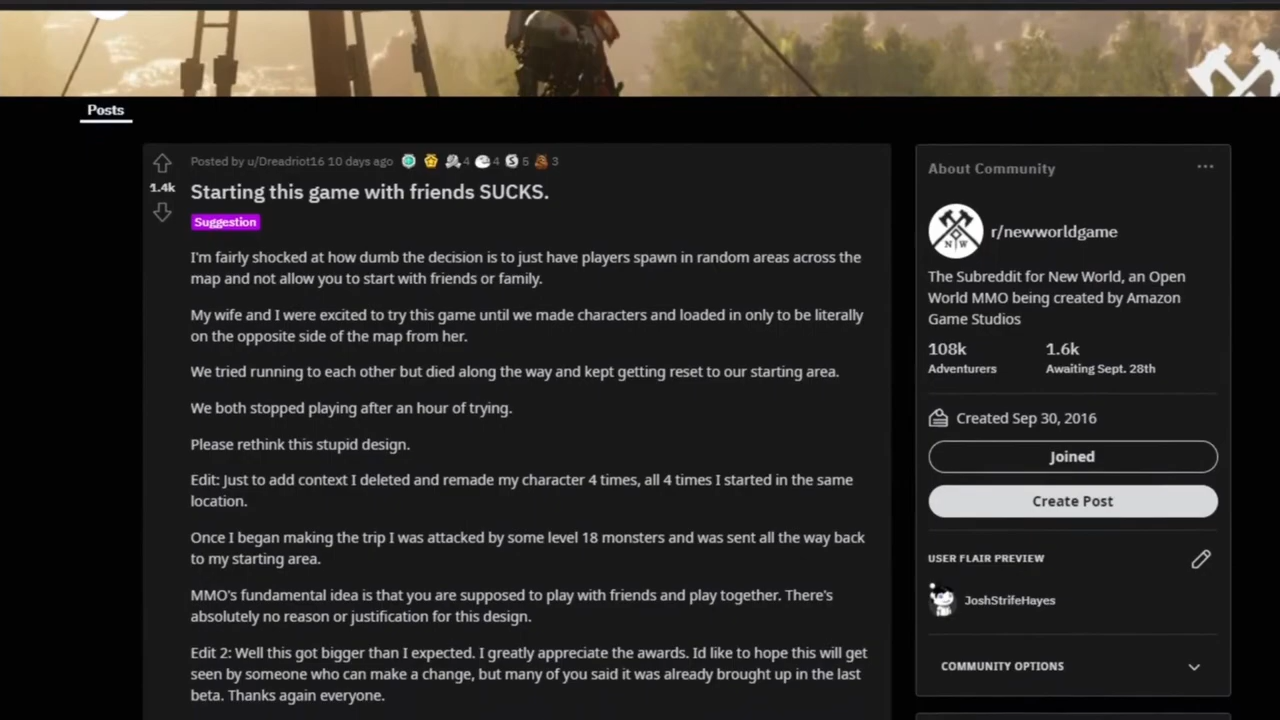 Posts
Posted by u/Dreadriot16 10 days ago 4 4 5 3
1.4k
Starting this game with friends SUCKS.
Suggestion
I'm fairly shocked at how dumb the decision is to just have players spawn in random areas across the
map and not allow you to start with friends or family.
My wife and I were excited to try this game until we made characters and loaded in only to be literally
on the opposite side of the map from her.
We tried running to each other but died along the way and kept getting reset to our starting area.
We both stopped playing after an hour of trying.
Please rethink this stupid design.
Edit: Just to add context I deleted and remade my character 4 times, all 4 times I started in the same
location.
Once I began making the trip I was attacked by some level 18 monsters and was sent all the way back
to my starting area.
MMO's fundamental idea is that you are supposed to play with friends and play together. There's
absolutely no reason or justification for this design.
Edit 2: Well this got bigger than I expected. I greatly appreciate the awards. Id like to hope this will get
seen by someone who can make a change, but many of you said it was already brought up in the last
beta. Thanks again everyone.
About Community
N W
r/newworldgame
The Subreddit for New World, an Open
World MMO being created by Amazon
Game Studios
108k 1.6k
Adventurers Awaiting Sept. 28th
Created Sep 30, 2016
Joined
Create Post
USER FLAIR PREVIEW
JoshStrifeHayes
COMMUNITY OPTIONS